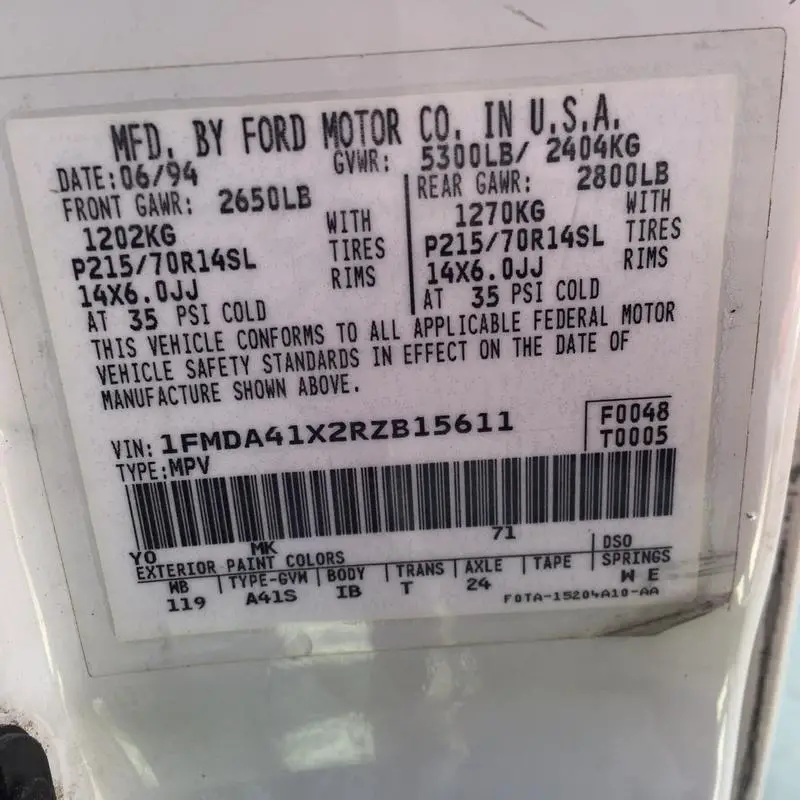 MFD. BY FORD MOTOR CO. IN U.S.A.
DATE:06/94 GVWR: 5300LB/ 2404KG
FRONT GAWR: 2650LB
1202KG WITH
P215/70R14SL TIRES
14X6.0JJ RIMS
AT 35 PSI COLD
REAR GAWR: 2800LB
1270KG WITH
P215/70R14SL TIRES
14X6.0JJ RIMS
AT 35 PSI COLD
THIS VEHICLE CONFORMS TO ALL APPLICABLE FEDERAL MOTOR
VEHICLE SAFETY STANDARDS IN EFFECT ON THE DATE OF
MANUFACTURE SHOWN ABOVE.
VIN: 1FMDA41X2RZB15611
F0048
T0005
TYPE:MPV
YO MK 71
EXTERIOR PAINT COLORS DSO
WB TYPE-GVW BODY TRANS AXLE TAPE SPRINGS
119 A41S IB T 24 W E
F0TA-15204A10-AA